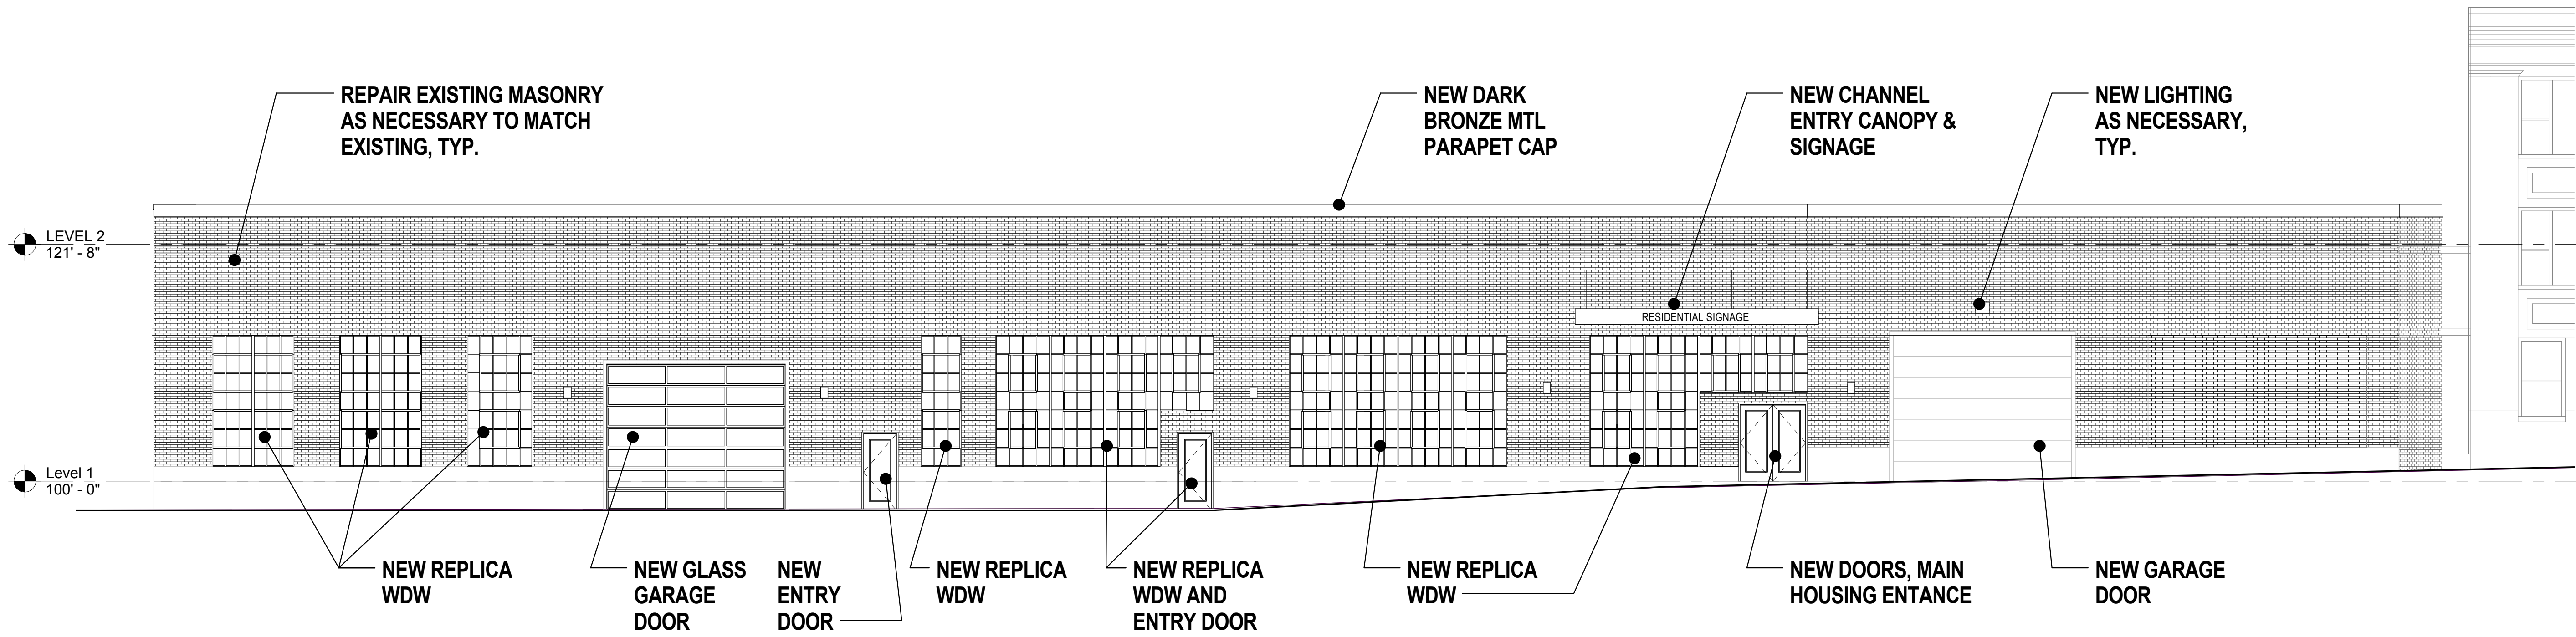 REPAIR EXISTING MASONRY
AS NECESSARY TO MATCH
EXISTING, TYP.
NEW DARK
BRONZE MTL
PARAPET CAP
NEW CHANNEL
ENTRY CANOPY &
SIGNAGE
NEW LIGHTING
AS NECESSARY,
TYP.
LEVEL 2
121' - 8"
RESIDENTIAL SIGNAGE
Level 1
100' - 0"
NEW REPLICA
WDW
NEW GLASS
GARAGE
DOOR
NEW
ENTRY
DOOR
NEW REPLICA
WDW
NEW REPLICA
WDW AND
ENTRY DOOR
NEW REPLICA
WDW
NEW DOORS, MAIN
HOUSING ENTANCE
NEW GARAGE
DOOR